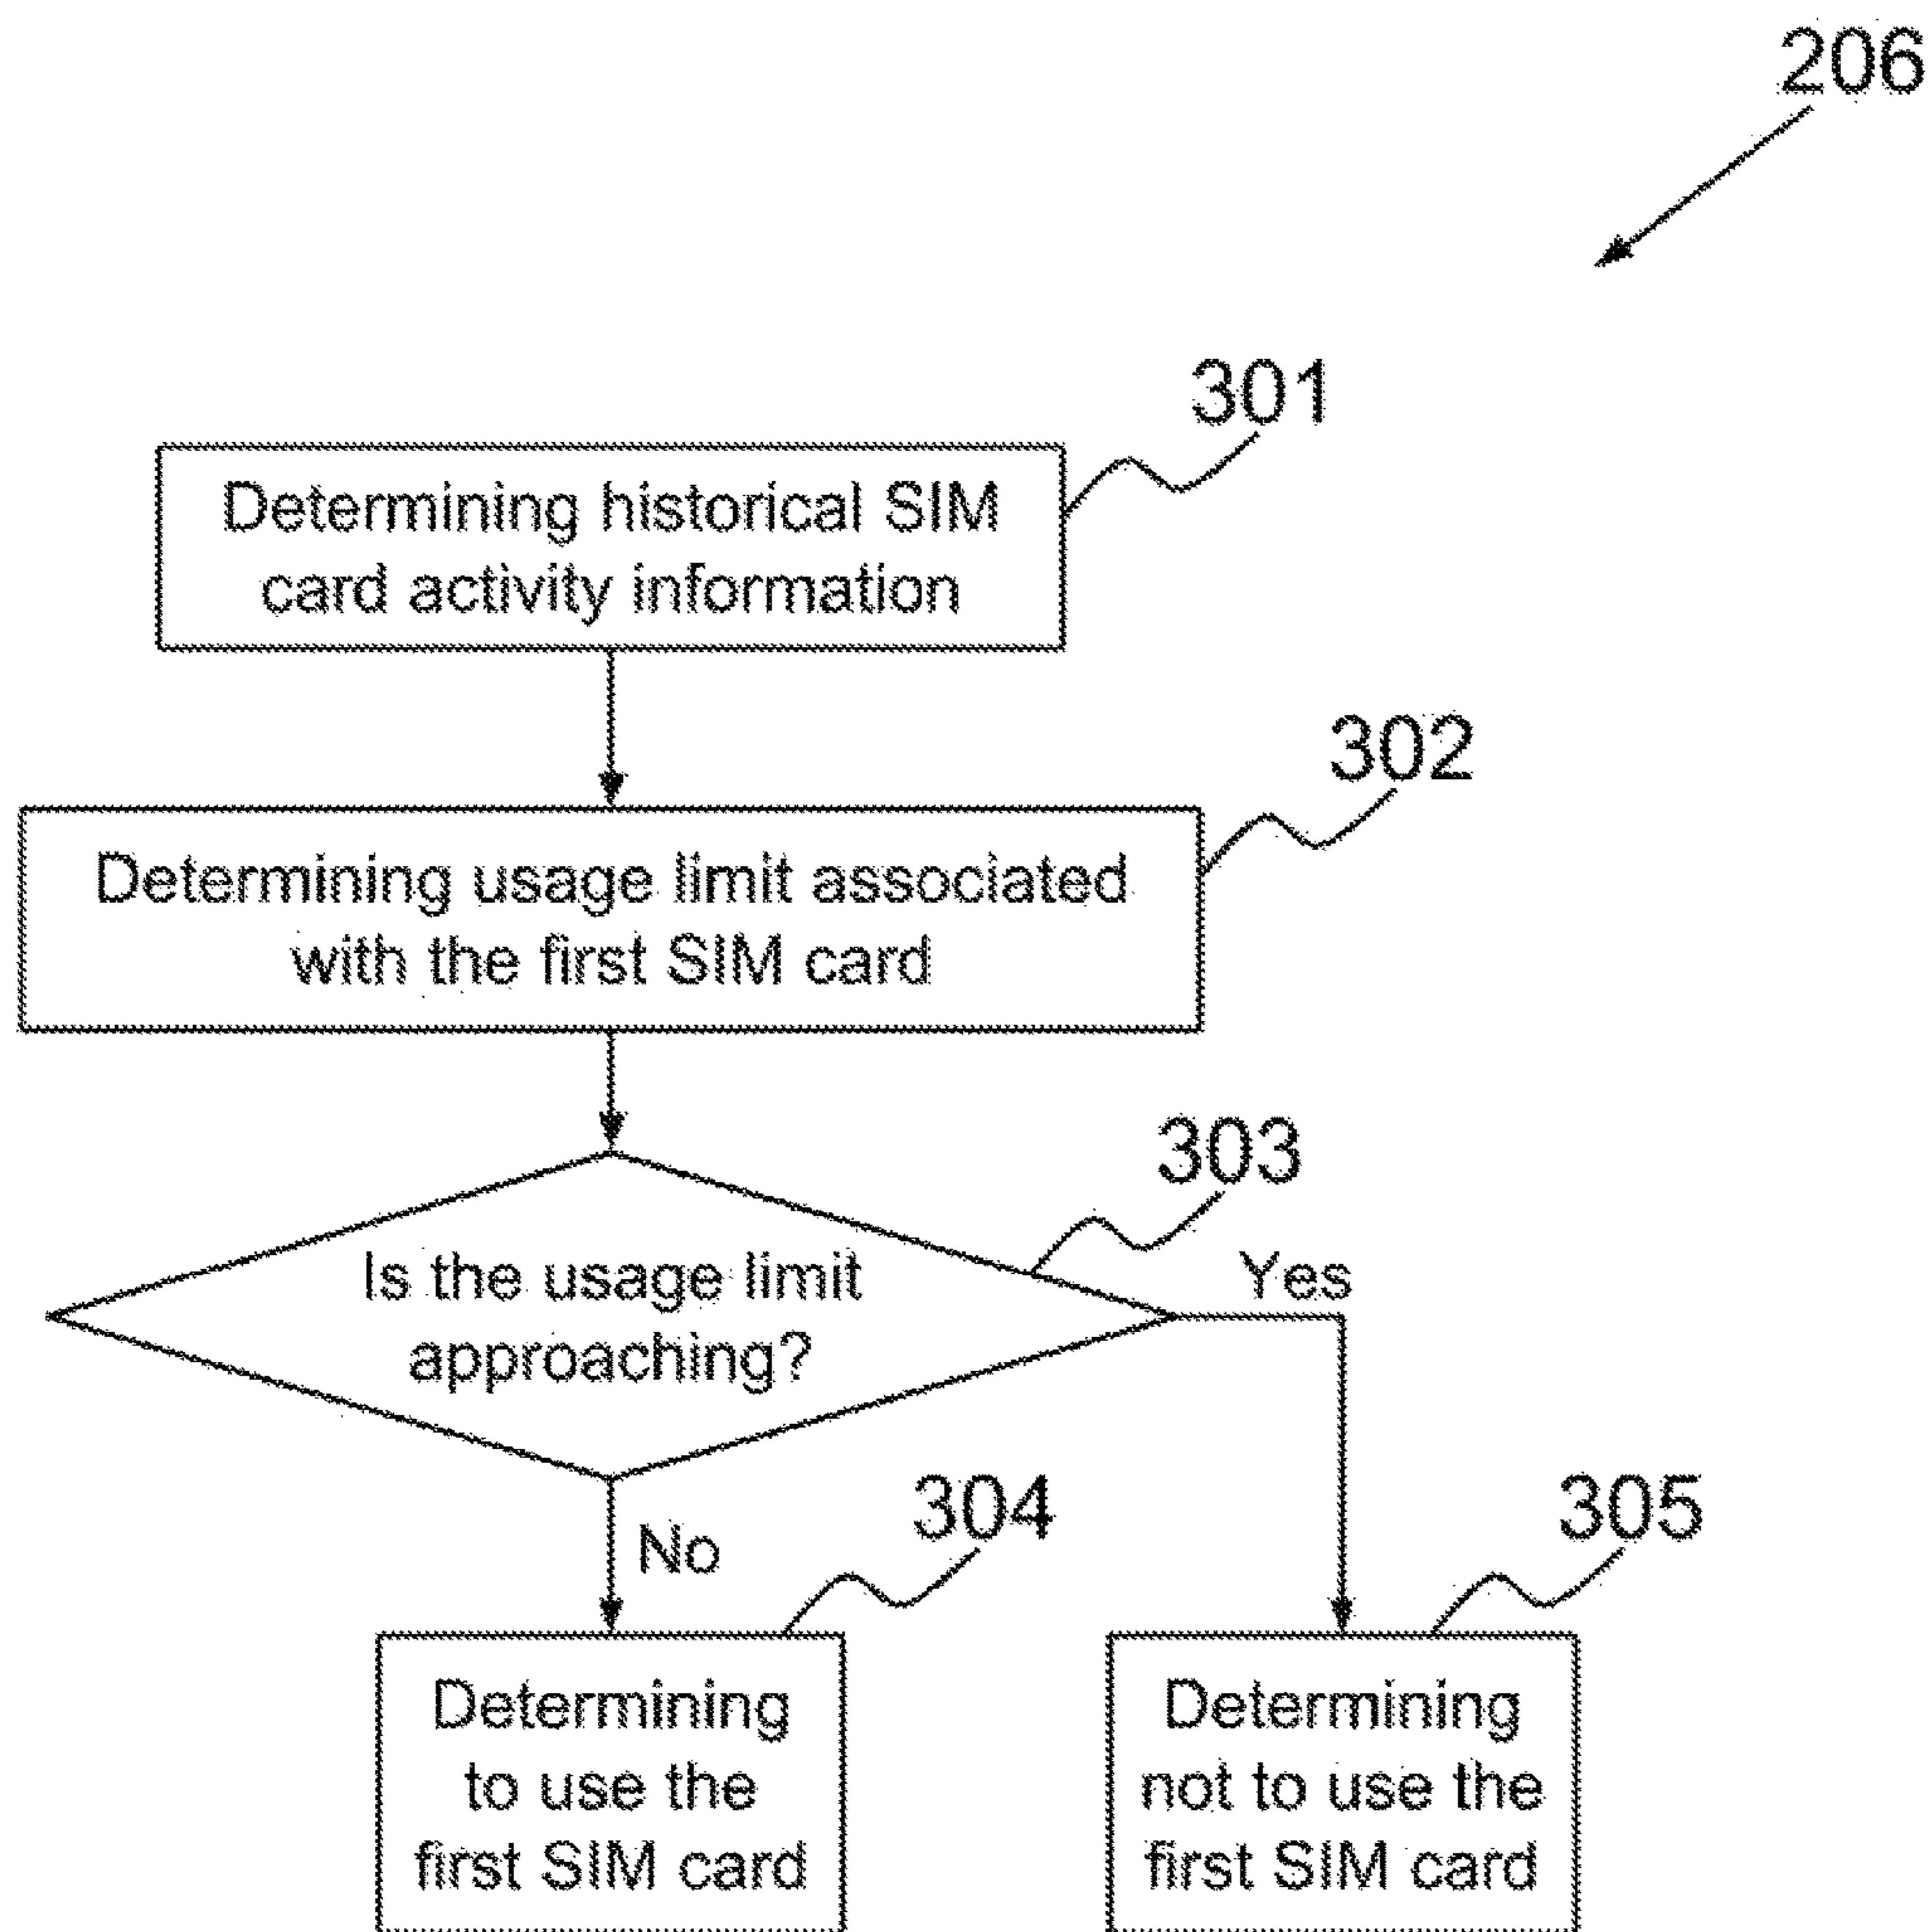 206
301
Determining historical SIM
card activity information
302
Determining usage limit associated
with the first SIM card
303
Is the usage limit
approaching?
Yes
No
304
Determining
to use the
first SIM card
305
Determining
not to use the
first SIM card